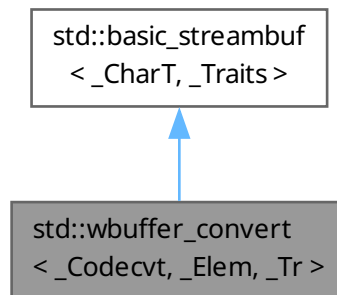 std::basic_streambuf
< _CharT, _Traits >
std::wbuffer_convert
< _Codecvt, _Elem, _Tr >